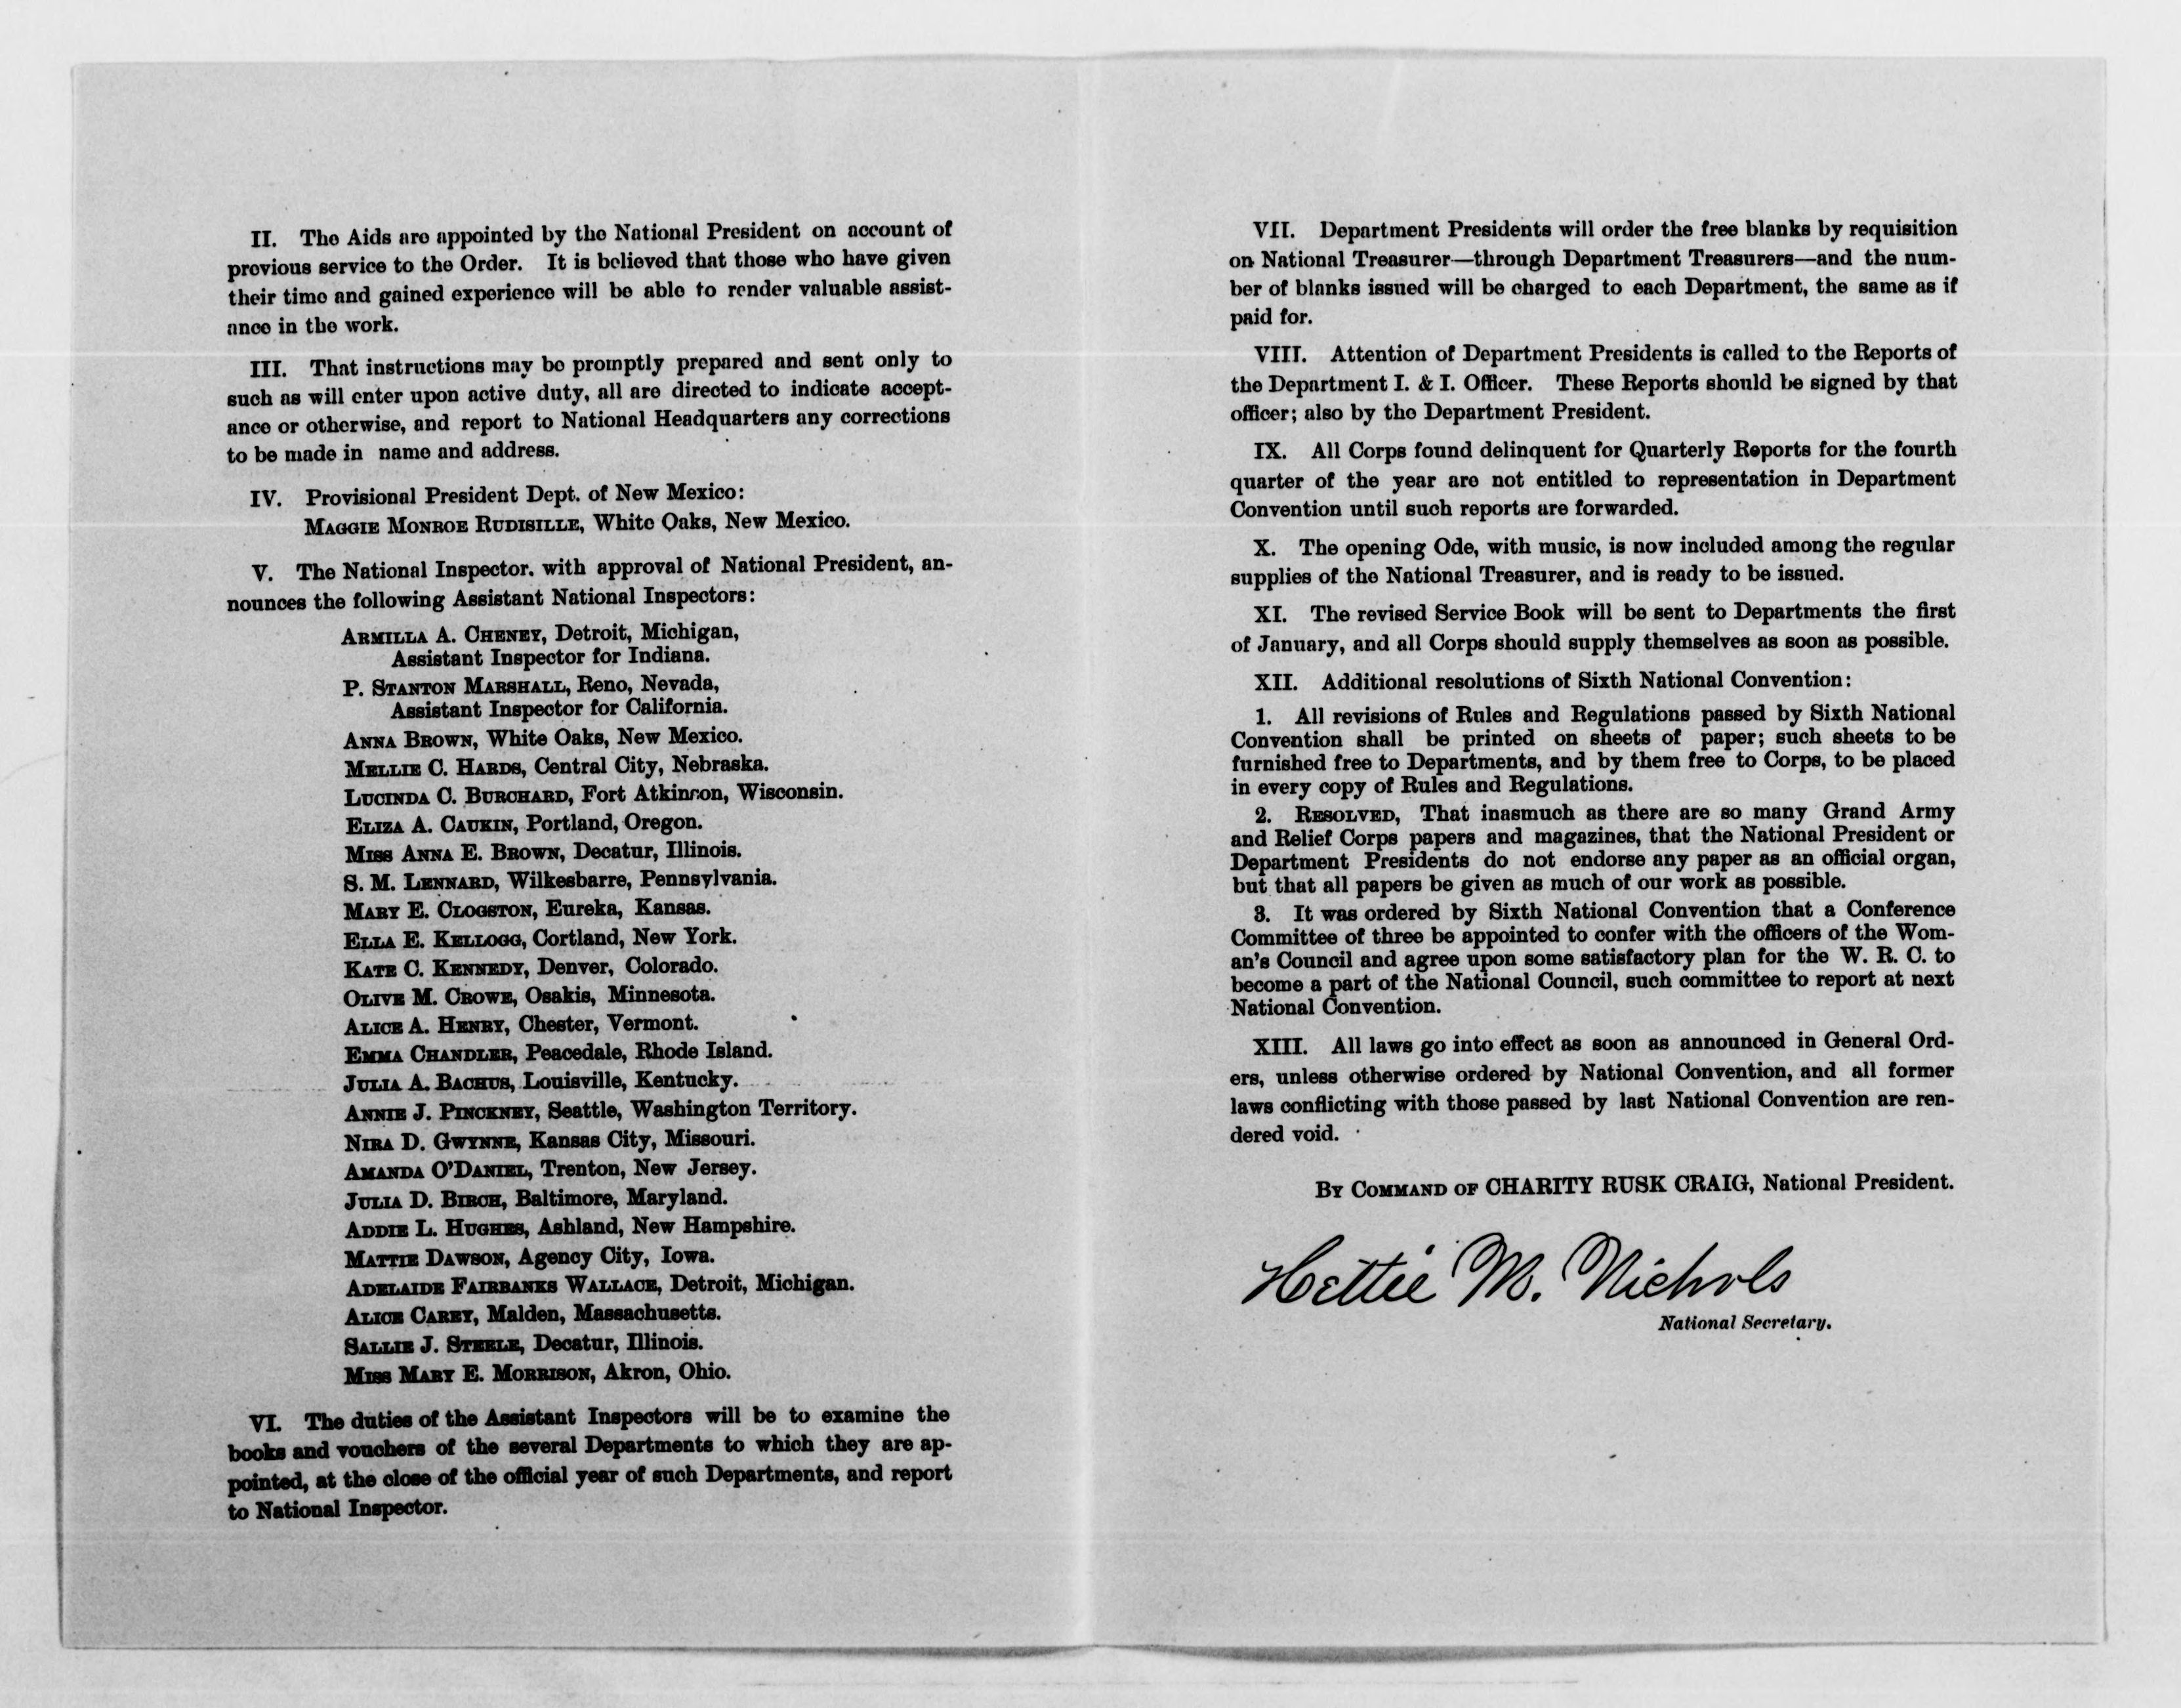 II. The Aids are appointed by the National President on account of
previous service to the Order. It is believed that those who have given
their time and gained experience will be able to render valuable assist-
ance in the work.
III. That instructions may be promptly prepared and sent only to
such as will enter upon active duty, all are directed to indicate accept-
ance or otherwise, and report to National Headquarters any corrections
to be made in name and address.
IV. Provisional President Dept. of New Mexico:
MAGGIE MONROE RUDISILLE, White Oaks, New Mexico.
V. The National Inspector. with approval of National President, an-
nounces the following Assistant National Inspectors:
ARMILLA A. CHENEY, Detroit, Michigan,
Assistant Inspector for Indiana.
P. STANTON MARSHALL, Reno, Nevada,
Assistant Inspector for California.
ANNA BROWN, White Oaks, New Mexico.
MELLIE C. HARDS, Central City, Nebraska.
LUCINDA C. BURCHARD, Fort Atkinson, Wisconsin.
ELIZA A. CAUKIN, Portland, Oregon.
MISS ANNA E. BROWN, Decatur, Illinois.
S. M. LENNARD, Wilkesbarre, Pennsylvania.
MARY E. CLOGSTON, Eureka, Kansas.
ELLA E. KELLOGG, Cortland, New York.
KATE C. KENNEDY, Denver, Colorado.
OLIVE M. CROWE, Osakis, Minnesota.
ALICE A. HENRY, Chester, Vermont.
EMMA CHANDLER, Peacedale, Rhode Island.
JULIA A. BACHUS, Louisville, Kentucky.
ANNIE J. PINCKNEY, Seattle, Washington Territory.
NIRA D. GWYNNE, Kansas City, Missouri.
AMANDA O'DANIEL, Trenton, New Jersey.
JULIA D. BIRCH, Baltimore, Maryland.
ADDIE L. HUGHES, Ashland, New Hampshire.
MATTIE DAWSON, Agency City, Iowa.
ADELAIDE FAIRBANKS WALLACE, Detroit, Michigan.
ALICE CAREY, Malden, Massachusetts.
SALLIE J. STEELE, Decatur, Illinois.
MISS MARY E. MORRISON, Akron, Ohio.
VI. The duties of the Assistant Inspectors will be to examine the
books and vouchers of the several Departments to which they are ap-
pointed, at the close of the official year of such Departments, and report
to National Inspector.
VII. Department Presidents will order the free blanks by requisition
on National Treasurer—through Department Treasurers—and the num-
ber of blanks issued will be charged to each Department, the same as if
paid for.
VIII. Attention of Department Presidents is called to the Reports of
the Department I. & I. Officer. These Reports should be signed by that
officer; also by the Department President.
IX. All Corps found delinquent for Quarterly Reports for the fourth
quarter of the year are not entitled to representation in Department
Convention until such reports are forwarded.
X. The opening Ode, with music, is now included among the regular
supplies of the National Treasurer, and is ready to be issued.
XI. The revised Service Book will be sent to Departments the first
of January, and all Corps should supply themselves as soon as possible.
XII. Additional resolutions of Sixth National Convention:
1. All revisions of Rules and Regulations passed by Sixth National
Convention shall be printed on sheets of paper; such sheets to be
furnished free to Departments, and by them free to Corps, to be placed
in every copy of Rules and Regulations.
2. RESOLVED, That inasmuch as there are so many Grand Army
and Relief Corps papers and magazines, that the National President or
Department Presidents do not endorse any paper as an official organ,
but that all papers be given as much of our work as possible.
3. It was ordered by Sixth National Convention that a Conference
Committee of three be appointed to confer with the officers of the Wom-
an's Council and agree upon some satisfactory plan for the W. R. C. to
become a part of the National Council, such committee to report at next
National Convention.
XIII. All laws go into effect as soon as announced in General Ord-
ers, unless otherwise ordered by National Convention, and all former
laws conflicting with those passed by last National Convention are ren-
dered void.
BY COMMAND OF CHARITY RUSK CRAIG, National President.
Hettie M. Nichols
National Secretary.